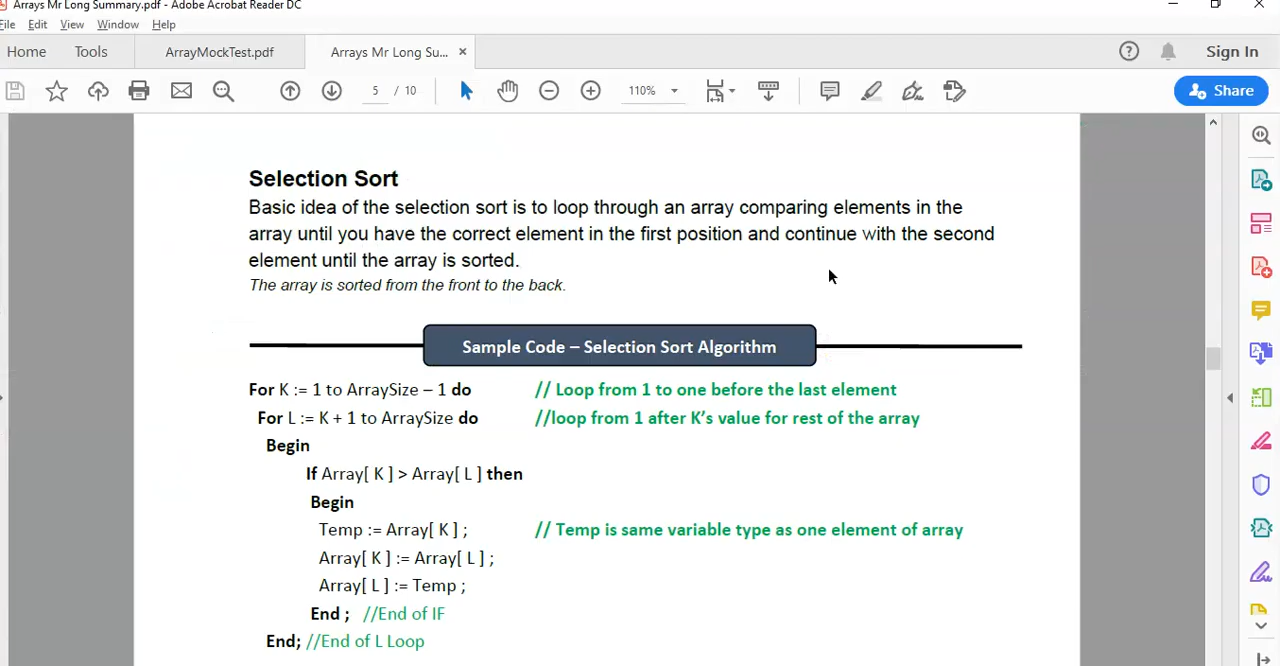 Arrays Mr Long Summary.pdf - Adobe Acrobat Reader DC
File Edit View Window Help
Home Tools ArrayMockTest.pdf Arrays Mr Long Su... × Sign In
5 / 10 110% Share
Selection Sort
Basic idea of the selection sort is to loop through an array comparing elements in the
array until you have the correct element in the first position and continue with the second
element until the array is sorted.
The array is sorted from the front to the back.
Sample Code – Selection Sort Algorithm
For K := 1 to ArraySize – 1 do // Loop from 1 to one before the last element
For L := K + 1 to ArraySize do //loop from 1 after K’s value for rest of the array
Begin
If Array[ K ] > Array[ L ] then
Begin
Temp := Array[ K ] ; // Temp is same variable type as one element of array
Array[ K ] := Array[ L ] ;
Array[ L ] := Temp ;
End ; //End of IF
End; //End of L Loop